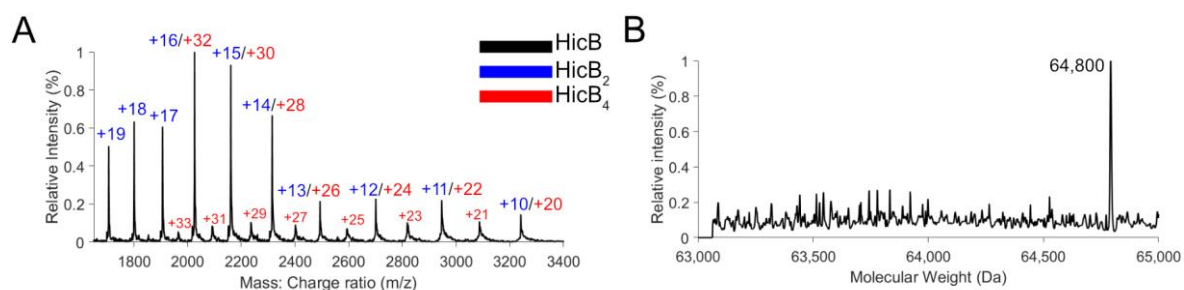 A
B
+16/+32
+15/+30
HicB
HicB2
HicB4
64,800
+14/+28
+18
+17
+19
+13/+26
+12/+24
+11/+22
+10/+20
+33
+31
+29
+27
+25
+23
+21
Relative Intensity (%)
1
0.8
0.6
0.4
0.2
0
1800 2000 2200 2400 2600 2800 3000 3200 3400
Mass: Charge ratio (m/z)
Relative intensity (%)
1
0.8
0.6
0.4
0.2
0
63,000 63,500 64,000 64,500 65,000
Molecular Weight (Da)